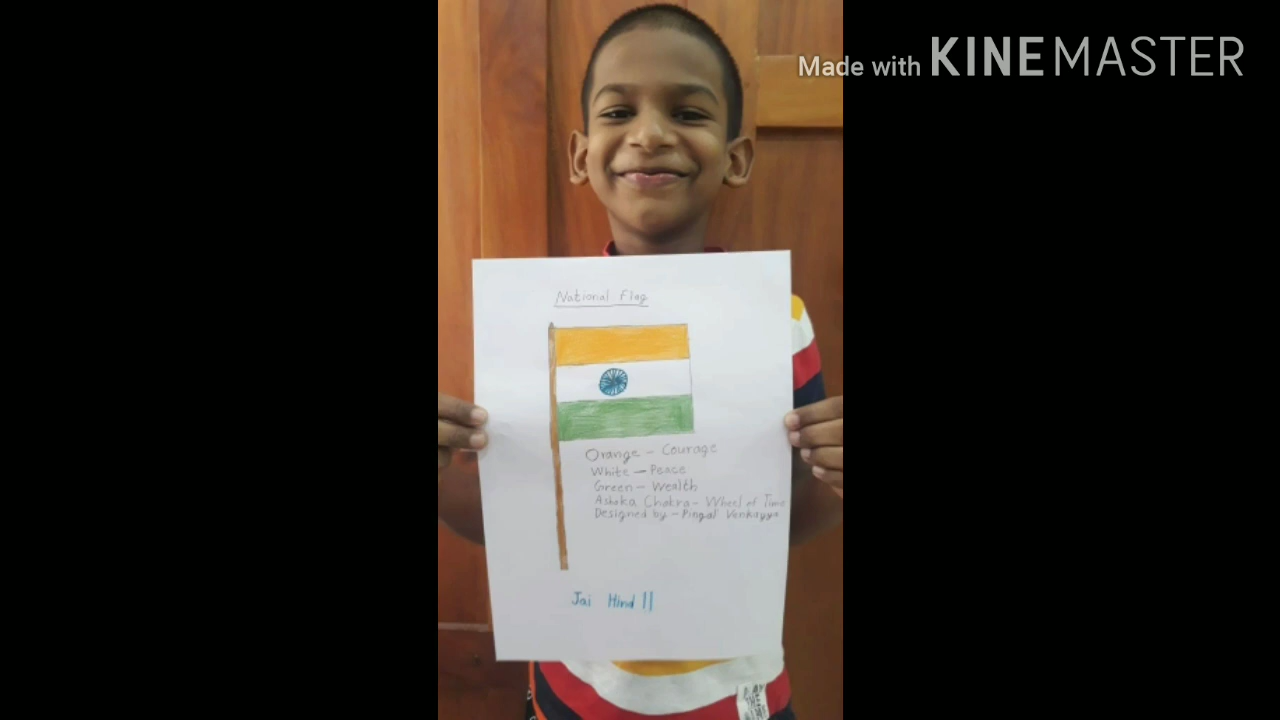 Made with KINEMASTER
National Flag
Orange - Courage
White - Peace
Green - Wealth
Ashoka Chakra - Wheel of Time
Designed by - Pingal Venkayya
Jai Hind !!